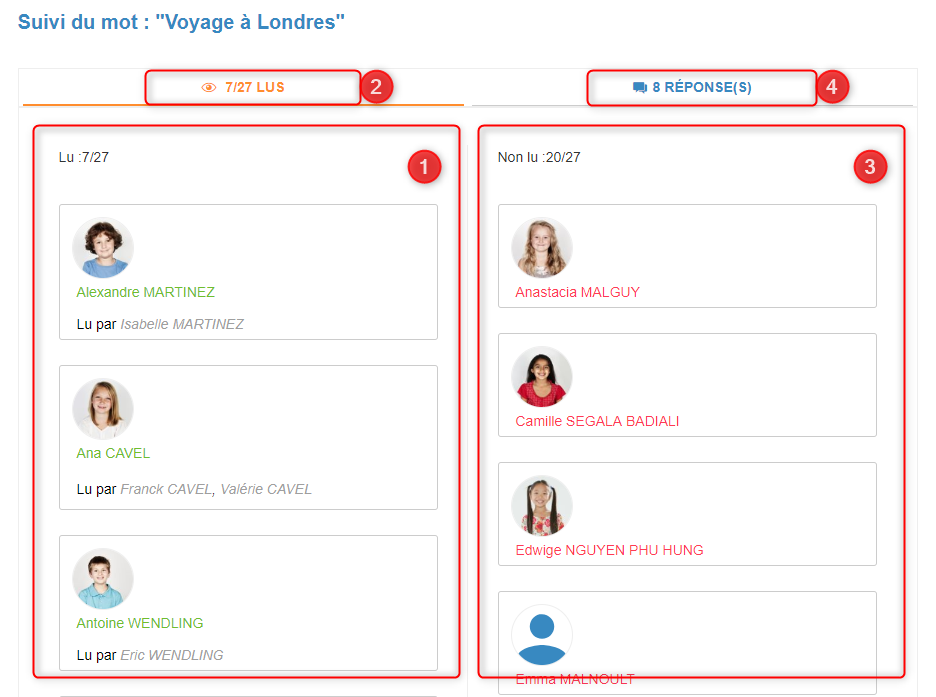 Suivi du mot : "Voyage à Londres"
7/27 LUS
2
8 RÉPONSE(S)
4
Lu :7/27
1
Alexandre MARTINEZ
Lu par Isabelle MARTINEZ
Ana CAVEL
Lu par Franck CAVEL, Valérie CAVEL
Antoine WENDLING
Lu par Eric WENDLING
Non lu :20/27
3
Anastacia MALGUY
Camille SEGALA BADIALI
Edwige NGUYEN PHU HUNG
Emma MALNOULT